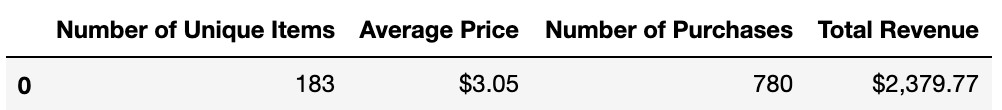 Number of Unique Items Average Price Number of Purchases Total Revenue
0 183 $3.05 780 $2,379.77